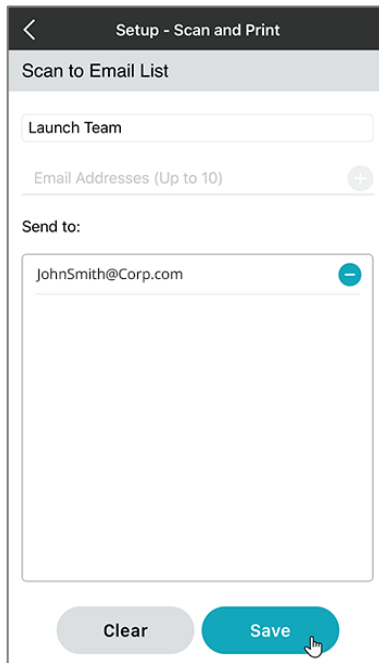 Setup - Scan and Print
Scan to Email List
Launch Team
Email Addresses (Up to 10)
Send to:
JohnSmith@Corp.com
Clear Save